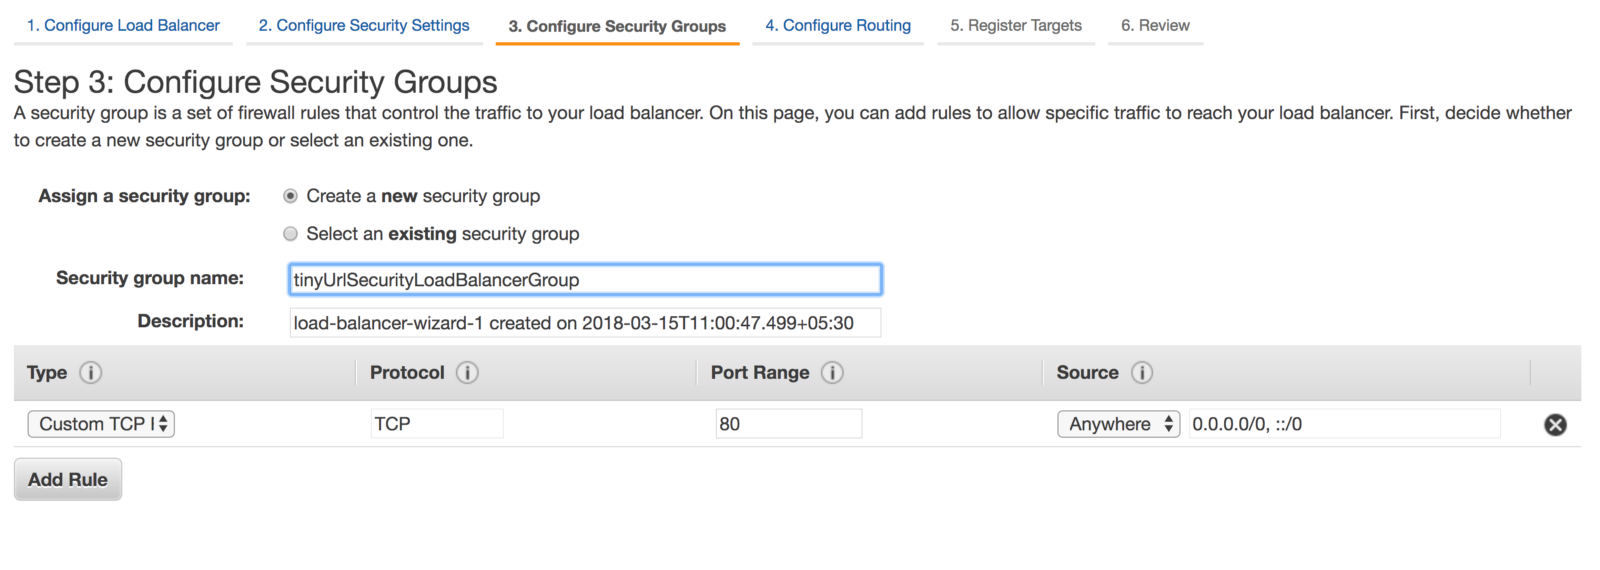 1. Configure Load Balancer 2. Configure Security Settings 3. Configure Security Groups 4. Configure Routing 5. Register Targets 6. Review
Step 3: Configure Security Groups
A security group is a set of firewall rules that control the traffic to your load balancer. On this page, you can add rules to allow specific traffic to reach your load balancer. First, decide whether
to create a new security group or select an existing one.
Assign a security group: Create a new security group
Select an existing security group
Security group name: tinyUrlSecurityLoadBalancerGroup
Description: load-balancer-wizard-1 created on 2018-03-15T11:00:47.499+05:30
Type i Protocol i Port Range i Source i
Custom TCP TCP 80 Anywhere 0.0.0.0/0, ::/0
Add Rule